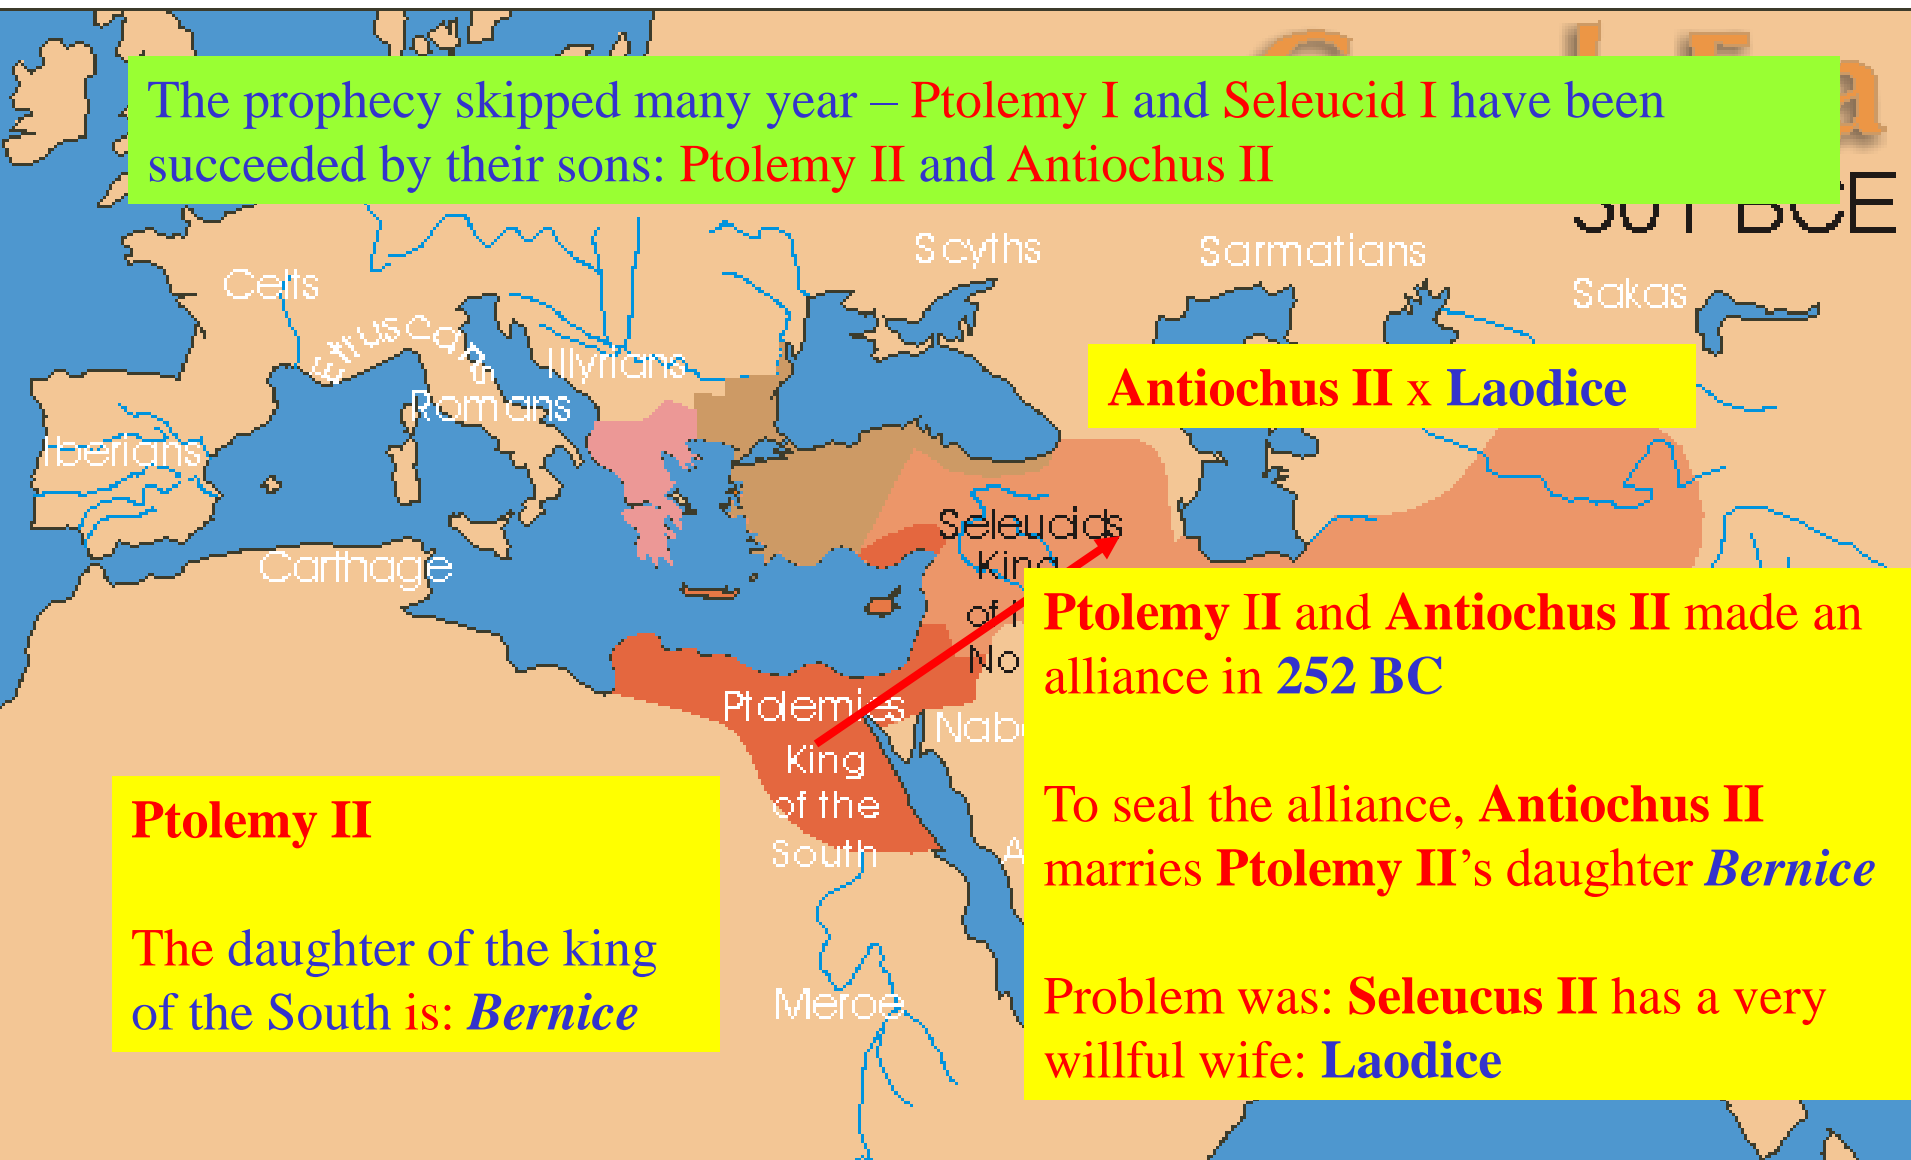 The prophecy skipped many year – Ptolemy I and Seleucid I have been
succeeded by their sons: Ptolemy II and Antiochus II
301 BCE
Scyths
Sarmatians
Sakas
Celts
Etruscans
Illyrians
Romans
Iberians
Carthage
Antiochus II x Laodice
Seleucids
King
of
Ptolemies
King
of the
South
Meroe
Ptolemy II and Antiochus II made an
alliance in 252 BC
To seal the alliance, Antiochus II
marries Ptolemy II's daughter Bernice
Problem was: Seleucus II has a very
willful wife: Laodice
Ptolemy II
The daughter of the king
of the South is: Bernice